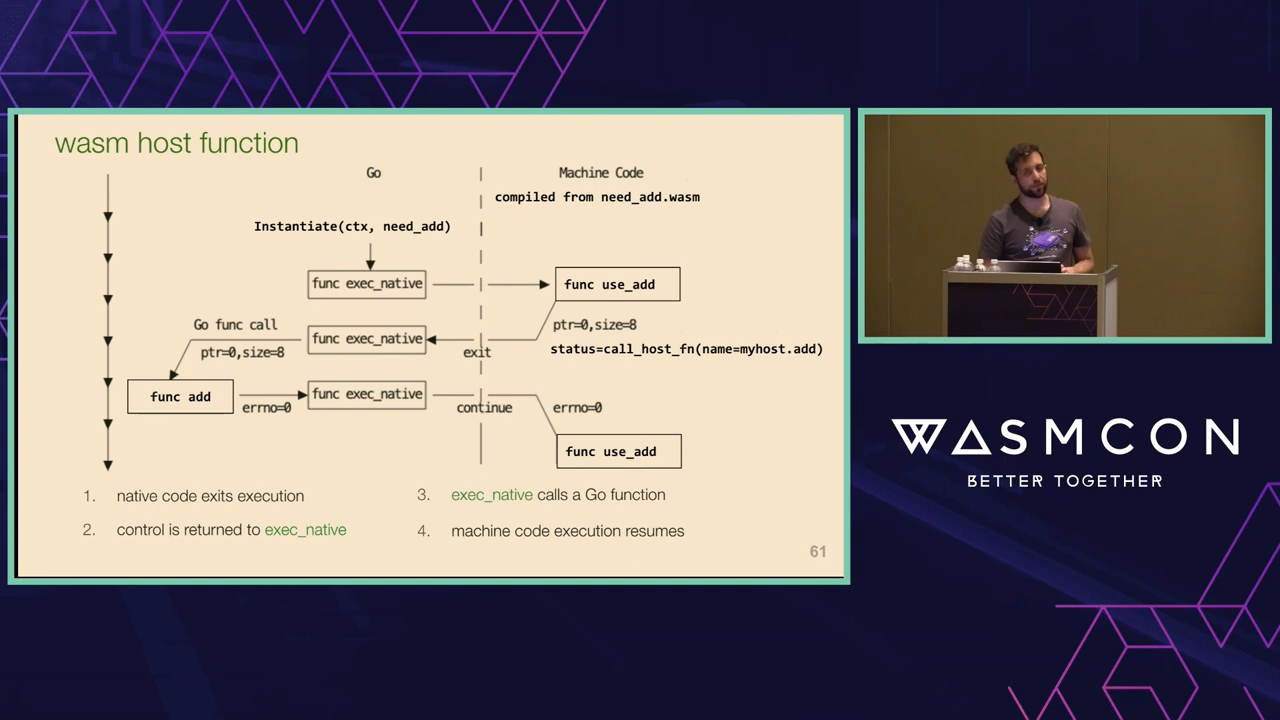 wasm host function
Go
Machine Code
compiled from need_add.wasm
Instantiate(ctx, need_add)
func exec_native
func use_add
Go func call
ptr=0,size=8
func exec_native
exit
ptr=0,size=8
status=call_host_fn(name=myhost.add)
func add
errno=0
func exec_native
continue
errno=0
func use_add
1. native code exits execution
2. control is returned to exec_native
3. exec_native calls a Go function
4. machine code execution resumes
61
WASMCON
BETTER TOGETHER